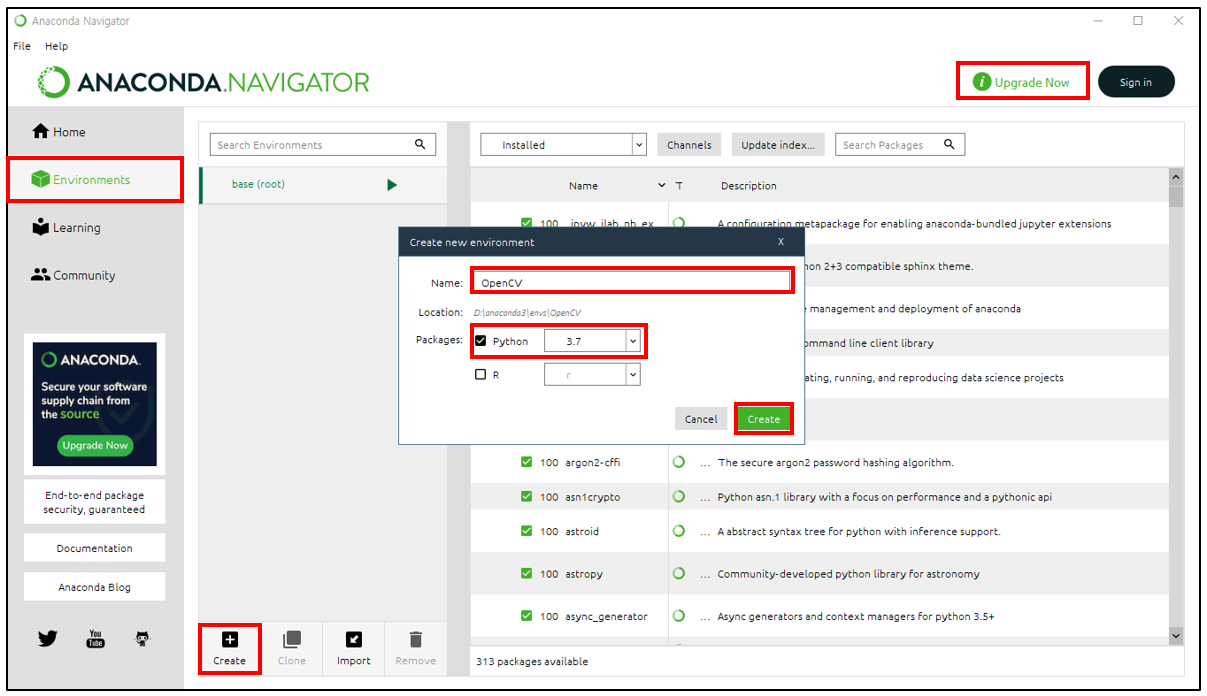 Anaconda Navigator
File Help
ANACONDA.NAVIGATOR
i Upgrade Now
Sign in
Home
Environments
Learning
Community
ANACONDA.
Secure your software
supply chain from
the source
Upgrade Now
End-to-end package
security, guaranteed
Documentation
Anaconda Blog
You
Tube
Search Environments
base (root)
Create
Clone
Import
Remove
Installed
Channels
Update index...
Search Packages
Name T Description
100 _ipyw_jlab_nb_ex A configuration metapackage for enabling anaconda-bundled jupyter extensions
hon 2+3 compatible sphinx theme.
management and deployment of anaconda
ommand line client library
ating, running, and reproducing data science projects
Create new environment X
Name: OpenCV
Location: D:\anaconda3\envs\OpenCV
Packages: Python 3.7
R r
Cancel Create
100 argon2-cffi ... The secure argon2 password hashing algorithm.
100 asn1crypto ... Python asn.1 library with a focus on performance and a pythonic api
100 astroid ... A abstract syntax tree for python with inference support.
100 astropy ... Community-developed python library for astronomy
100 async_generator ... Async generators and context managers for python 3.5+
313 packages available